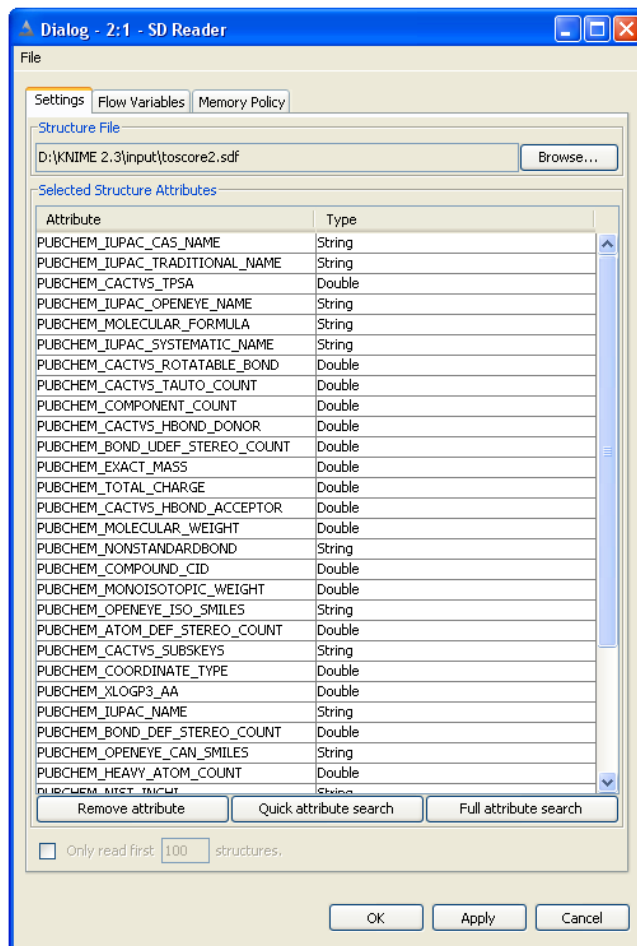 Dialog - 2:1 - SD Reader
File
Settings Flow Variables Memory Policy
Structure File
D:\KNIME 2.3\input\toscore2.sdf Browse...
Selected Structure Attributes
Attribute Type
PUBCHEM_IUPAC_CAS_NAME String
PUBCHEM_IUPAC_TRADITIONAL_NAME String
PUBCHEM_CACTVS_TPSA Double
PUBCHEM_IUPAC_OPENEYE_NAME String
PUBCHEM_MOLECULAR_FORMULA String
PUBCHEM_IUPAC_SYSTEMATIC_NAME String
PUBCHEM_CACTVS_ROTATABLE_BOND Double
PUBCHEM_CACTVS_TAUTO_COUNT Double
PUBCHEM_COMPONENT_COUNT Double
PUBCHEM_CACTVS_HBOND_DONOR Double
PUBCHEM_BOND_UDEF_STEREO_COUNT Double
PUBCHEM_EXACT_MASS Double
PUBCHEM_TOTAL_CHARGE Double
PUBCHEM_CACTVS_HBOND_ACCEPTOR Double
PUBCHEM_MOLECULAR_WEIGHT Double
PUBCHEM_NONSTANDARDBOND String
PUBCHEM_COMPOUND_CID Double
PUBCHEM_MONOISOTOPIC_WEIGHT Double
PUBCHEM_OPENEYE_ISO_SMILES String
PUBCHEM_ATOM_DEF_STEREO_COUNT Double
PUBCHEM_CACTVS_SUBSKEYS String
PUBCHEM_COORDINATE_TYPE Double
PUBCHEM_XLOGP3_AA Double
PUBCHEM_IUPAC_NAME String
PUBCHEM_BOND_DEF_STEREO_COUNT Double
PUBCHEM_OPENEYE_CAN_SMILES String
PUBCHEM_HEAVY_ATOM_COUNT Double
PUBCHEM_NIST_INCHI String
Remove attribute Quick attribute search Full attribute search
Only read first 100 structures.
OK Apply Cancel